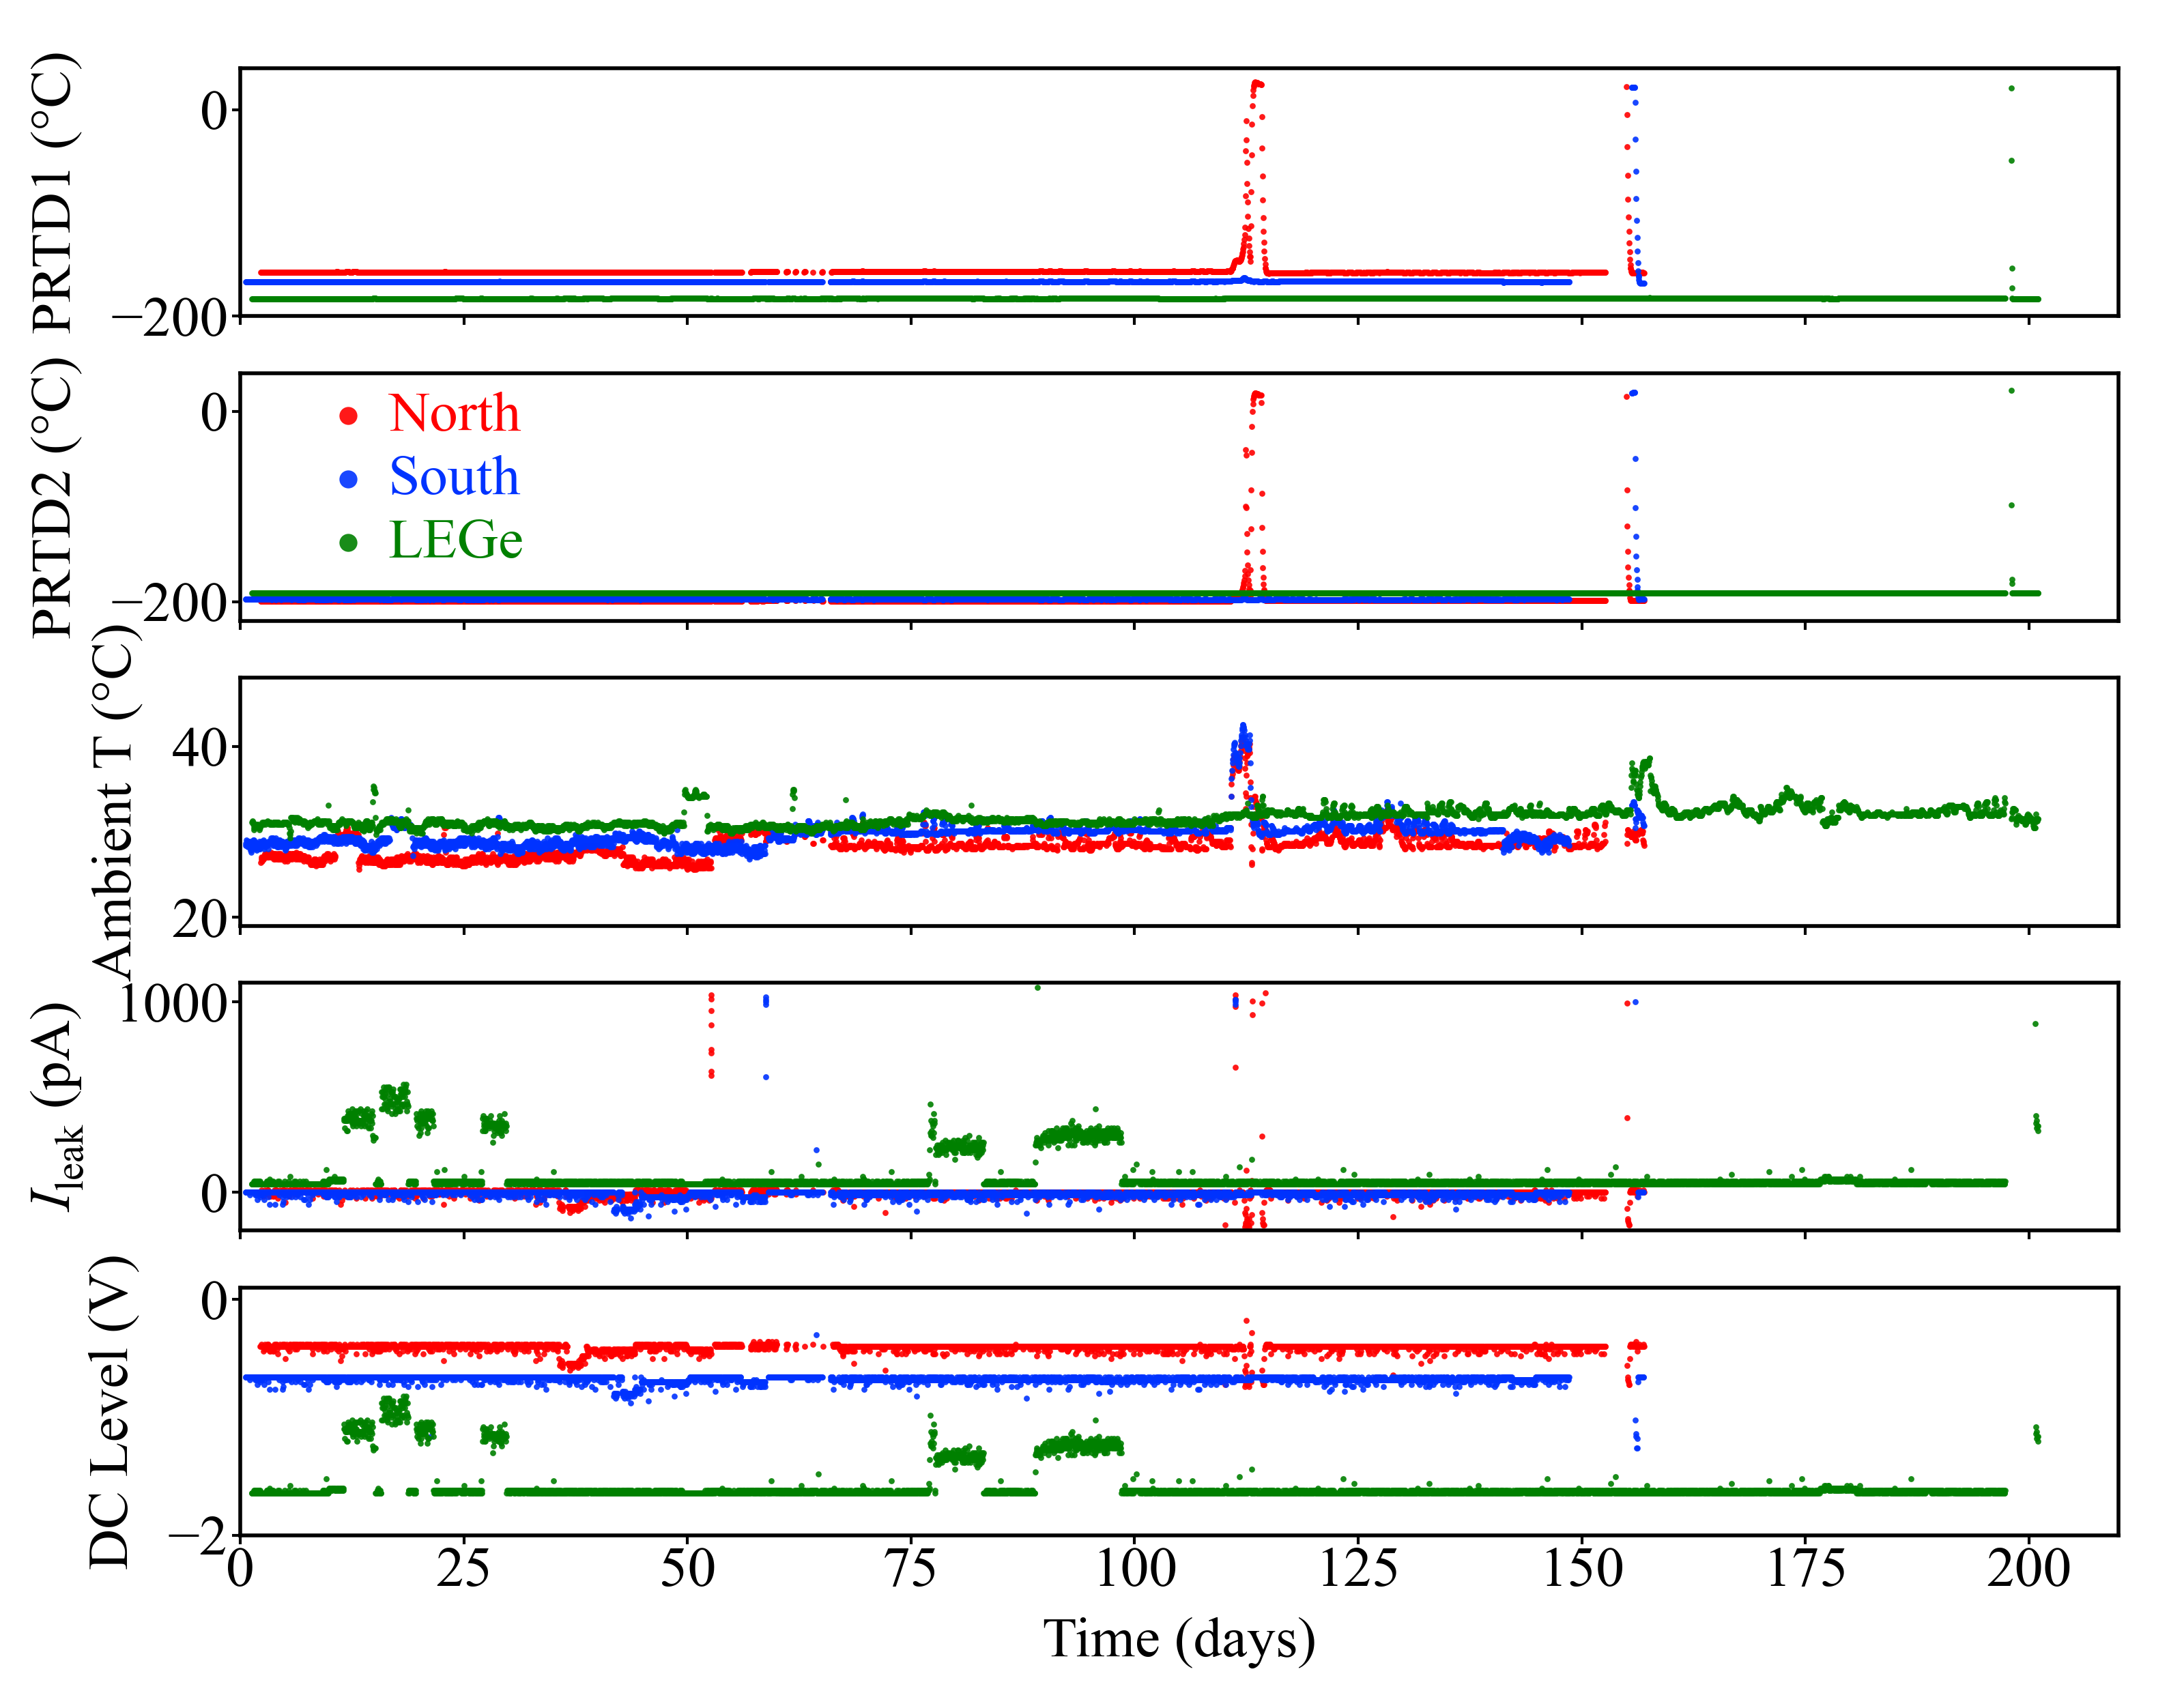 PRTD1 (°C)
0
−200
PRTD2 (°C)
0
−200
North
South
LEGe
Ambient T (°C)
40
20
I_leak (pA)
1000
0
DC Level (V)
0
−2
0 25 50 75 100 125 150 175 200
Time (days)